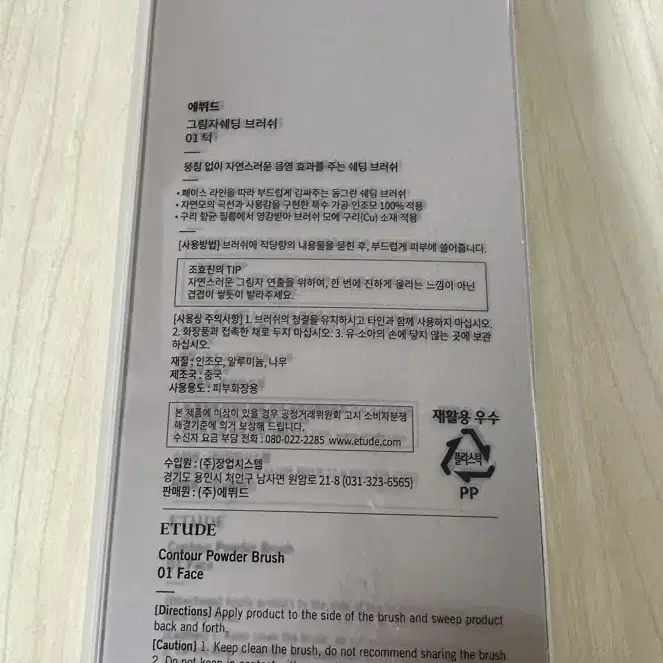 에뛰드
그림자쉐딩 브러쉬
01 턱
뭉침 없이 자연스러운 음영 효과를 주는 쉐딩 브러쉬
• 페이스 라인을 따라 부드럽게 감싸주는 동그란 쉐딩 브러쉬
• 자연모의 곡선과 사용감을 구현한 특수 가공 인조모 100% 적용
• 구리 항균 필름에서 영감받아 브러쉬 모에 구리(Cu) 소재 적용
[사용방법] 브러쉬에 적당량의 내용물을 묻힌 후, 부드럽게 피부에 쓸어줍니다.
조효진의 TIP
자연스러운 그림자 연출을 위하여, 한 번에 진하게 올리는 느낌이 아닌
겹겹이 쌓듯이 발라주세요.
[사용상 주의사항] 1. 브러쉬의 청결을 유지하시고 타인과 함께 사용하지 마십시오.
2. 화장품과 접촉한 채로 두지 마십시오. 3. 유·소아의 손에 닿지 않는 곳에 보관
하십시오.
재질 : 인조모, 알루미늄, 나무
제조국 : 중국
사용용도 : 피부화장용
본 제품에 이상이 있을 경우 공정거래위원회 고시 소비자분쟁
해결기준에 의거 보상해 드립니다.
수신자 요금 부담 전화 : 080-022-2285 www.etude.com
재활용 우수
플라스틱
PP
수입원 : (주)장업시스템
경기도 용인시 처인구 남사면 원암로 21-8 (031-323-6565)
판매원 : (주)에뛰드
ETUDE
Contour Powder Brush
01 Face
[Directions] Apply product to the side of the brush and sweep product
back and forth.
[Caution] 1. Keep clean the brush, do not recommend sharing the brush.
2. Do not keep in contact with